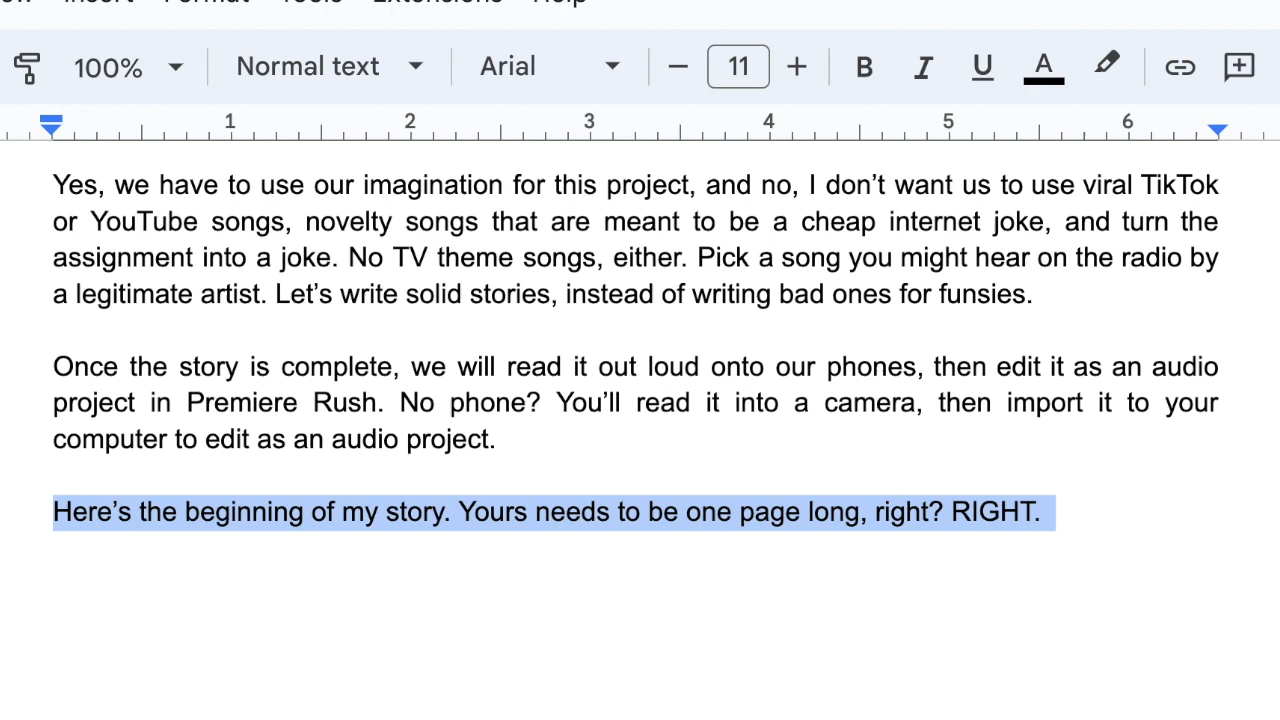 Insert Format Tools Extensions Help
100% Normal text Arial 11 B I U A
1 2 3 4 5 6
Yes, we have to use our imagination for this project, and no, I don’t want us to use viral TikTok
or YouTube songs, novelty songs that are meant to be a cheap internet joke, and turn the
assignment into a joke. No TV theme songs, either. Pick a song you might hear on the radio by
a legitimate artist. Let’s write solid stories, instead of writing bad ones for funsies.
Once the story is complete, we will read it out loud onto our phones, then edit it as an audio
project in Premiere Rush. No phone? You’ll read it into a camera, then import it to your
computer to edit as an audio project.
Here’s the beginning of my story. Yours needs to be one page long, right? RIGHT.